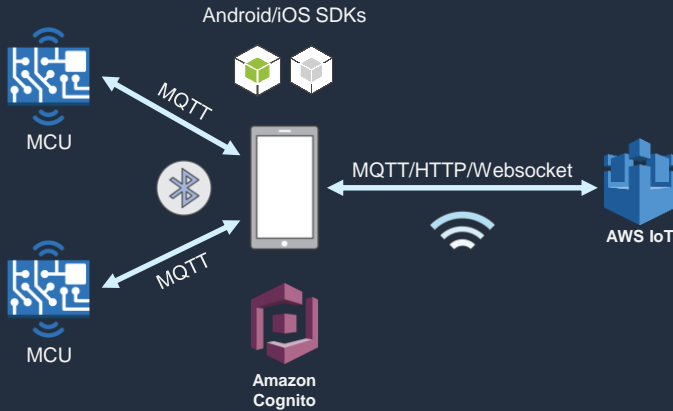 Android/iOS SDKs
MCU
MQTT
MQTT/HTTP/Websocket
AWS IoT
MQTT
MCU
Amazon
Cognito